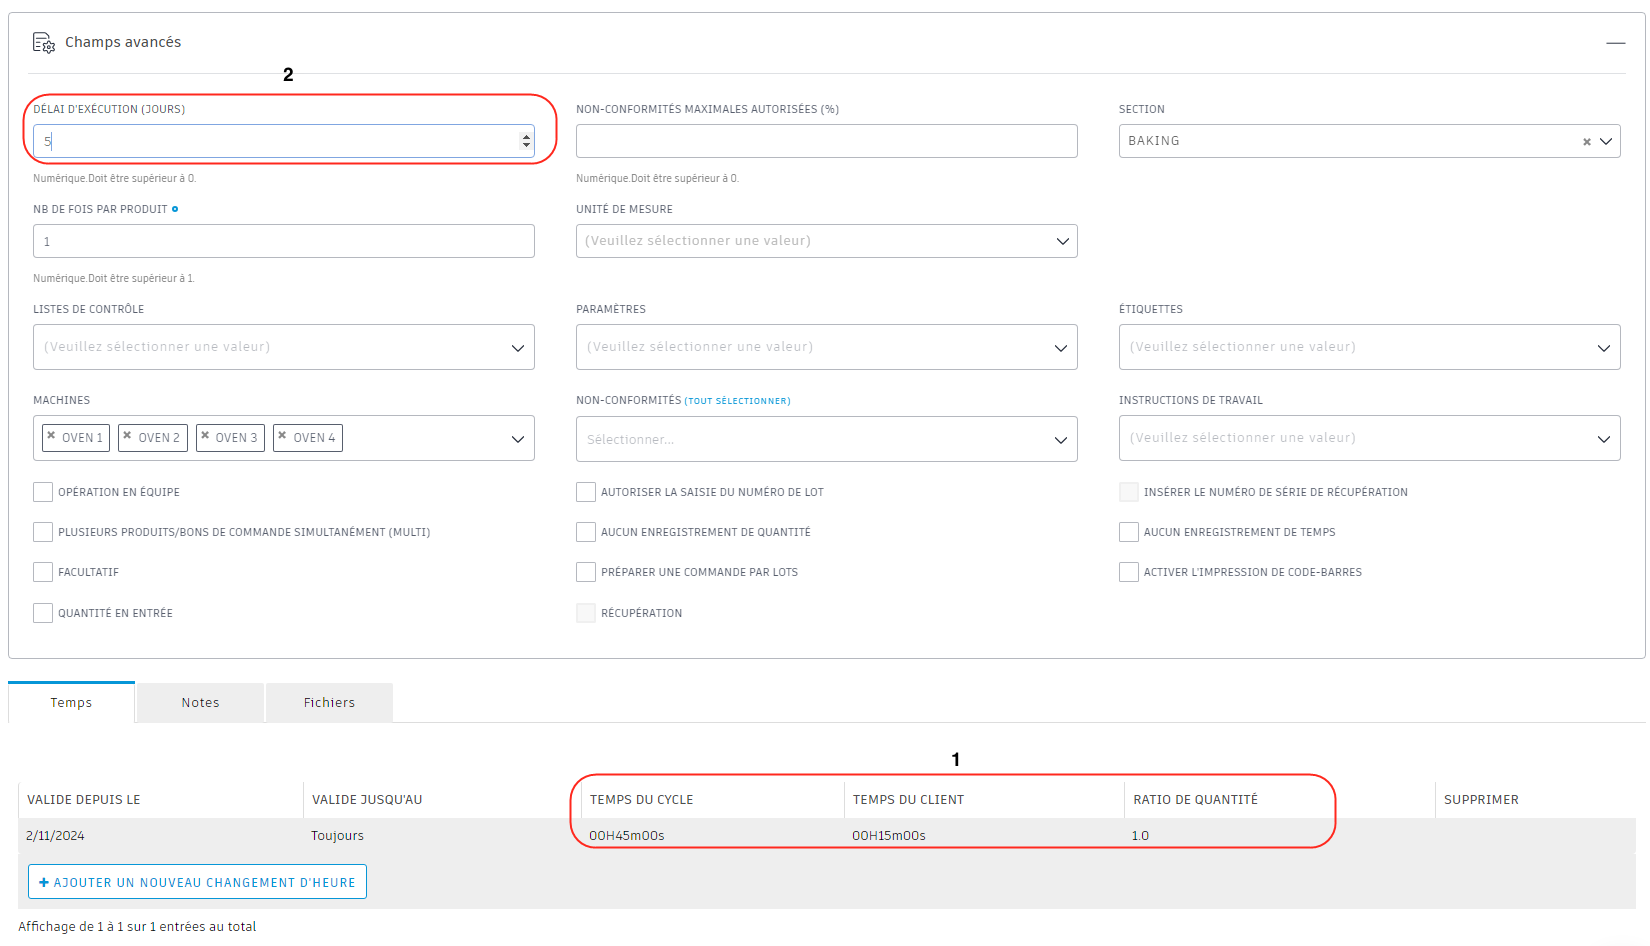 Champs avancés
2
DÉLAI D'EXÉCUTION (JOURS)
NON-CONFORMITÉS MAXIMALES AUTORISÉES (%)
SECTION
5
BAKING
Numérique.Doit être supérieur à 0.
Numérique.Doit être supérieur à 0.
NB DE FOIS PAR PRODUIT
UNITÉ DE MESURE
1
(Veuillez sélectionner une valeur)
Numérique.Doit être supérieur à 1.
LISTES DE CONTRÔLE
PARAMÈTRES
ÉTIQUETTES
(Veuillez sélectionner une valeur)
(Veuillez sélectionner une valeur)
(Veuillez sélectionner une valeur)
MACHINES
NON-CONFORMITÉS (TOUT SÉLECTIONNER)
INSTRUCTIONS DE TRAVAIL
× OVEN 1 × OVEN 2 × OVEN 3 × OVEN 4
Sélectionner...
(Veuillez sélectionner une valeur)
OPÉRATION EN ÉQUIPE
AUTORISER LA SAISIE DU NUMÉRO DE LOT
INSÉRER LE NUMÉRO DE SÉRIE DE RÉCUPÉRATION
PLUSIEURS PRODUITS/BONS DE COMMANDE SIMULTANÉMENT (MULTI)
AUCUN ENREGISTREMENT DE QUANTITÉ
AUCUN ENREGISTREMENT DE TEMPS
FACULTATIF
PRÉPARER UNE COMMANDE PAR LOTS
ACTIVER L'IMPRESSION DE CODE-BARRES
QUANTITÉ EN ENTRÉE
RÉCUPÉRATION
Temps
Notes
Fichiers
1
VALIDE DEPUIS LE
VALIDE JUSQU'AU
TEMPS DU CYCLE
TEMPS DU CLIENT
RATIO DE QUANTITÉ
SUPPRIMER
2/11/2024
Toujours
00H45m00s
00H15m00s
1.0
+ AJOUTER UN NOUVEAU CHANGEMENT D'HEURE
Affichage de 1 à 1 sur 1 entrées au total